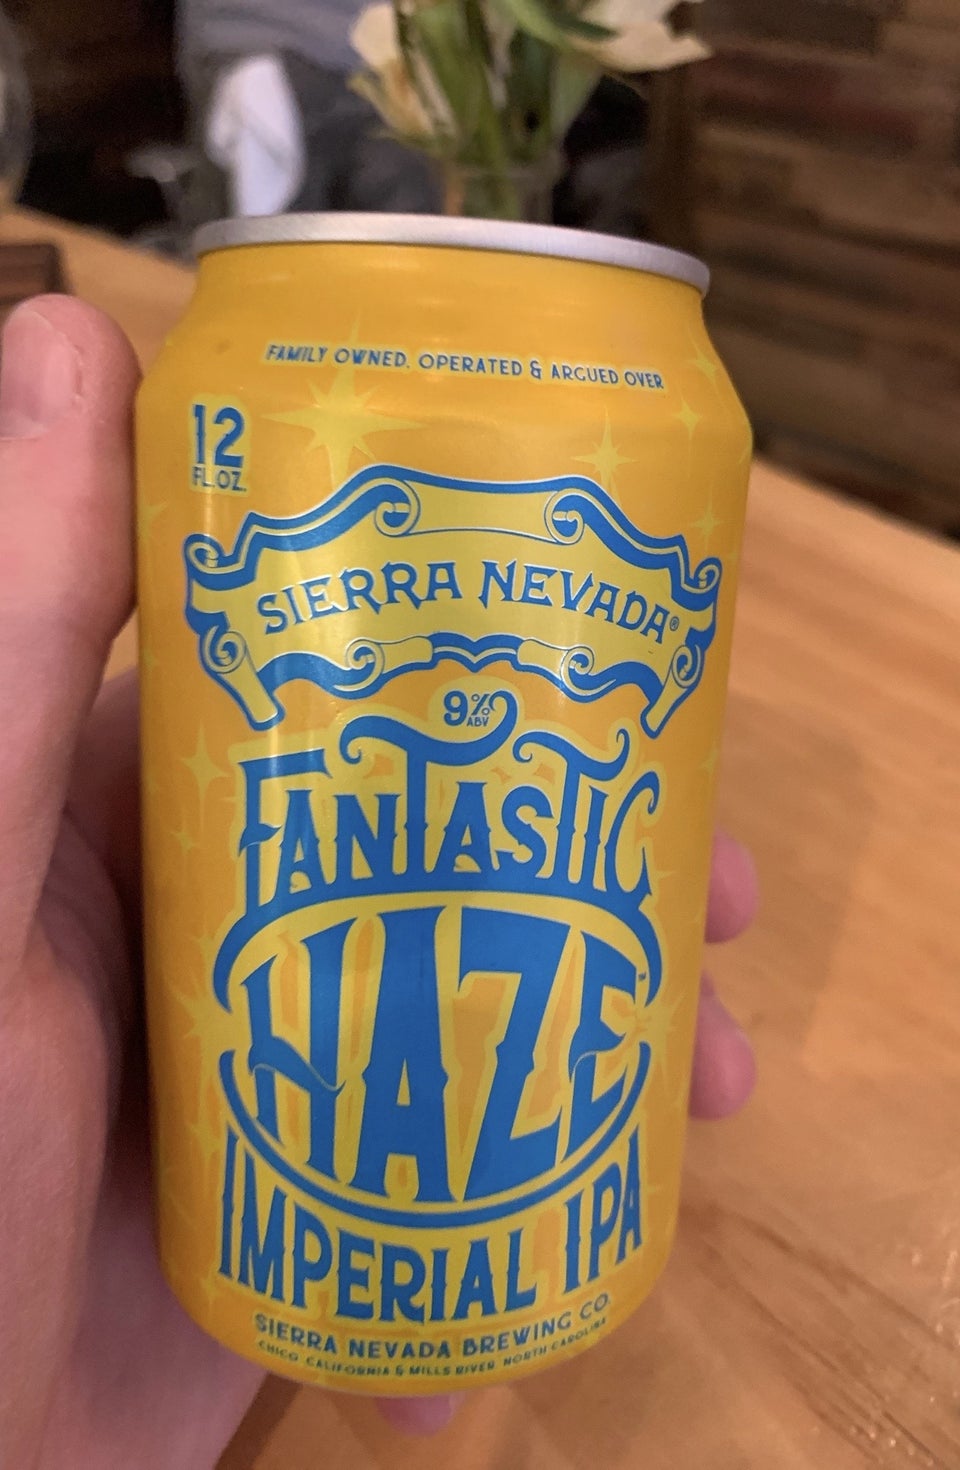 FAMILY OWNED, OPERATED & ARGUED OVER
12
FL.OZ.
SIERRA NEVADA®
9%
ABV
FANTASTIC
HAZE™
IMPERIAL IPA
SIERRA NEVADA BREWING CO.
CHICO, CALIFORNIA & MILLS RIVER, NORTH CAROLINA